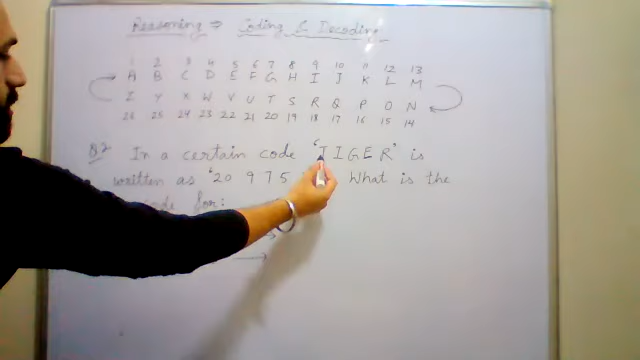 Reasoning ⇒ Coding & Decoding
1 2 3 4 5 6 7 8 9 10 11 12 13
A B C D E F G H I J K L M
Z Y X W V U T S R Q P O N
26 25 24 23 22 21 20 19 18 17 16 15 14
Q2 In a certain code 'TIGER' is
written as '20 9 7 5 What is the
code for: